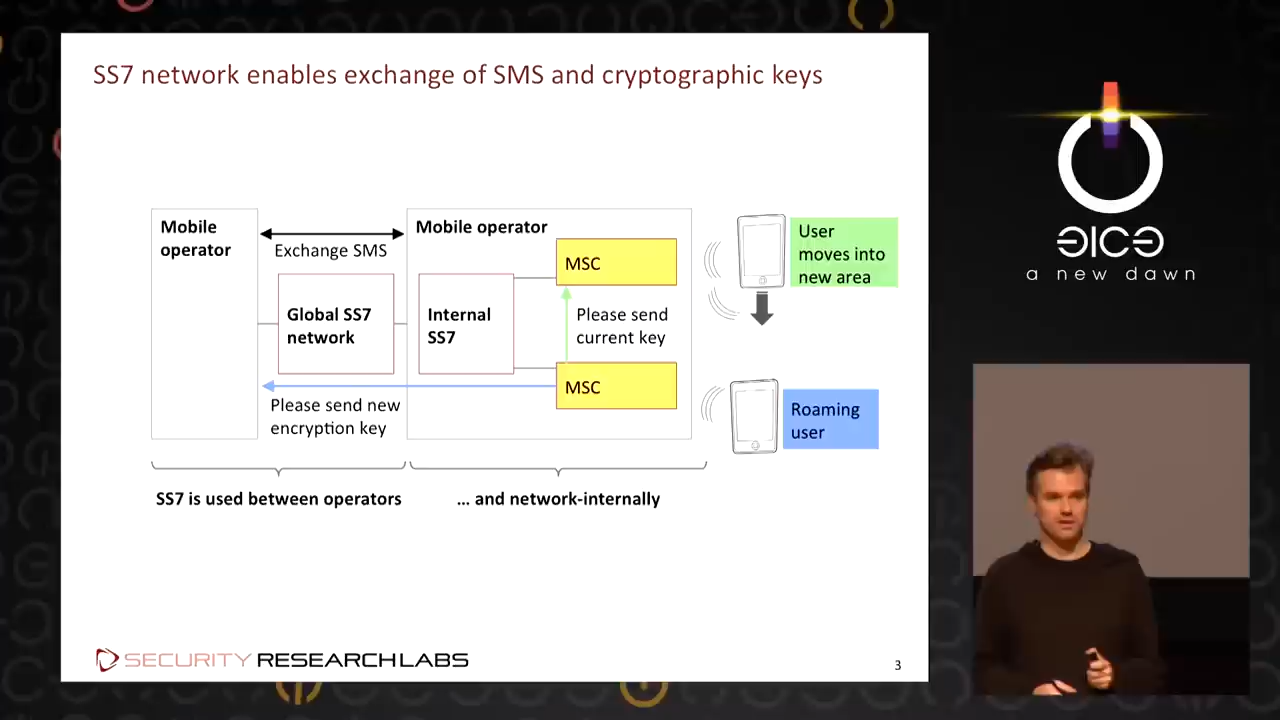 SS7 network enables exchange of SMS and cryptographic keys
Mobile
operator
Exchange SMS
Global SS7
network
Please send new
encryption key
Mobile operator
Internal
SS7
MSC
Please send
current key
MSC
User
moves into
new area
Roaming
user
SS7 is used between operators
... and network-internally
SECURITY RESEARCH LABS
3
a new dawn